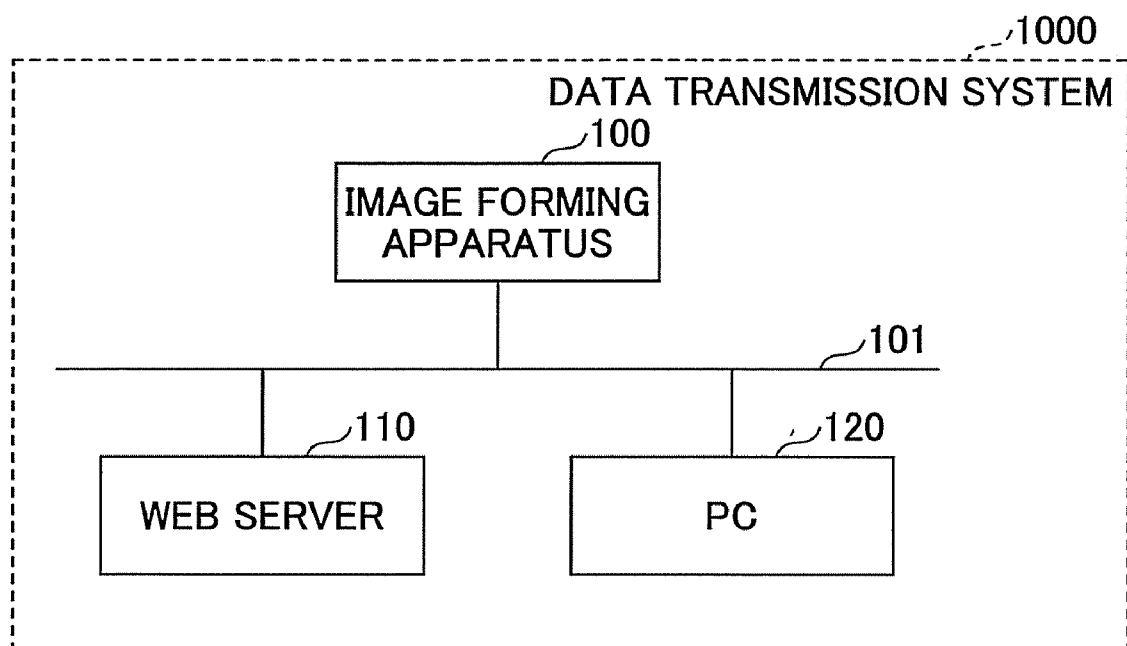 1000
DATA TRANSMISSION SYSTEM
100
IMAGE FORMING
APPARATUS
101
110
WEB SERVER
120
PC